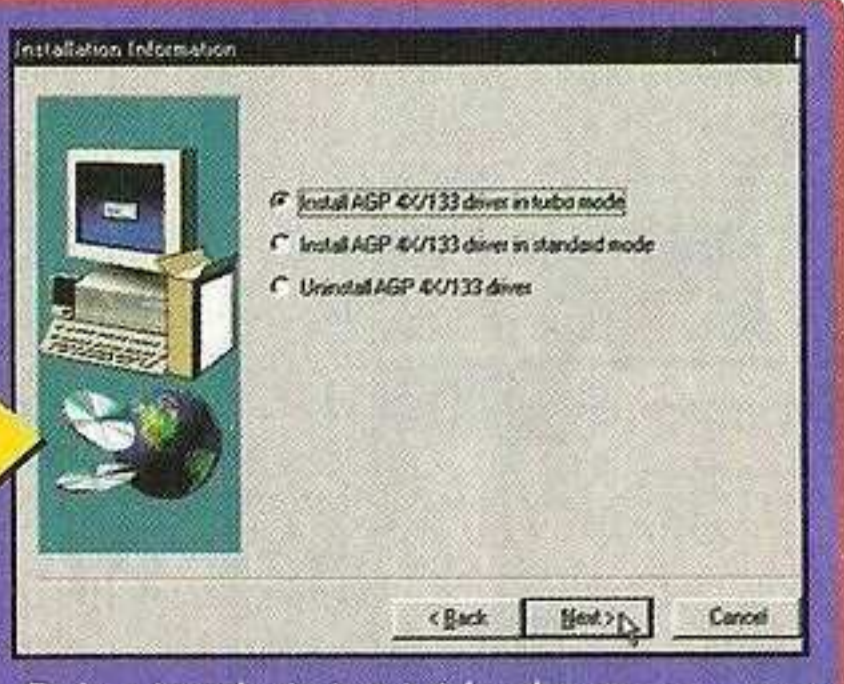 Installation Information
Install AGP 4X/133 driver in turbo mode
Install AGP 4X/133 driver in standard mode
Uninstall AGP 4X/133 driver
< Back
Next >
Cancel